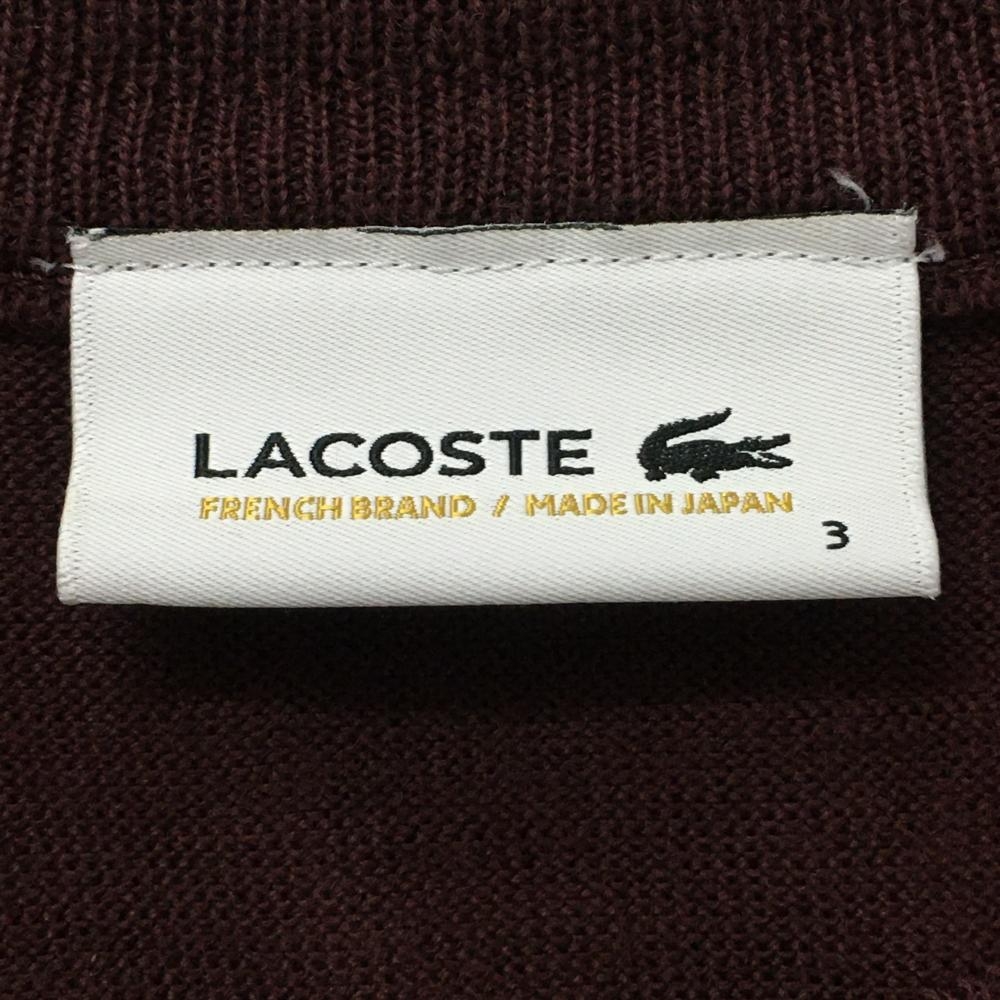 LACOSTE
FRENCH BRAND / MADE IN JAPAN
3